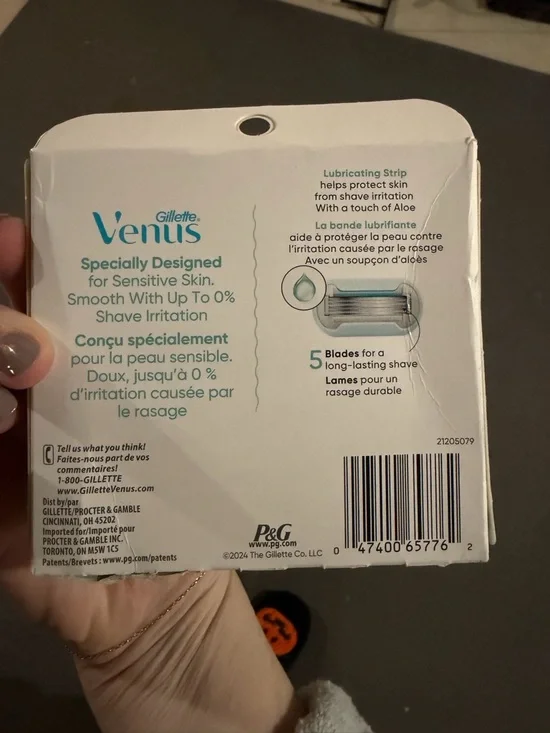 Gillette®
Venus
Specially Designed
for Sensitive Skin.
Smooth With Up To 0%
Shave Irritation
Conçu spécialement
pour la peau sensible.
Doux, jusqu'à 0 %
d'irritation causée par
le rasage
Lubricating Strip
helps protect skin
from shave irritation
With a touch of Aloe
La bande lubrifiante
aide à protéger la peau contre
l'irritation causée par le rasage
Avec un soupçon d'aloès
5 Blades for a
long-lasting shave
Lames pour un
rasage durable
Tell us what you think!
Faites-nous part de vos
commentaires!
1-800-GILLETTE
www.GilletteVenus.com
Dist by/par
GILLETTE/PROCTER & GAMBLE
CINCINNATI, OH 45202
Imported for/Importé pour
PROCTER & GAMBLE INC.
TORONTO, ON M5W 1C5
Patents/Brevets : www.pg.com/patents
P&G
www.pg.com
©2024 The Gillette Co. LLC
21205079
0 47400 65776 2